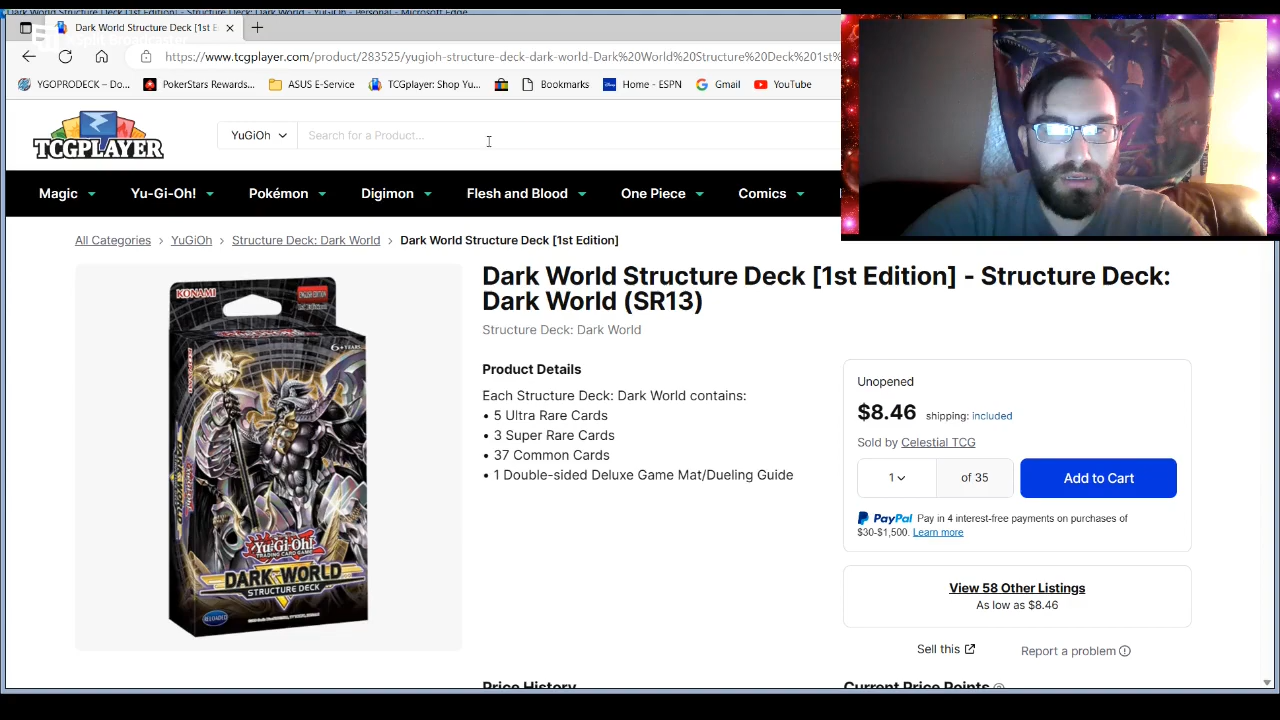 Dark World Structure Deck [1st Edition] - Structure Deck: Dark World - YuGiOh - Personal - Microsoft Edge
Dark World Structure Deck [1st E
https://www.tcgplayer.com/product/283525/yugioh-structure-deck-dark-world-Dark%20World%20Structure%20Deck%201st%
YGOPRODECK – Do... PokerStars Rewards... ASUS E-Service TCGplayer: Shop Yu... Bookmarks Home - ESPN Gmail YouTube
TCGPLAYER
YuGiOh Search for a Product...
Magic Yu-Gi-Oh! Pokémon Digimon Flesh and Blood One Piece Comics
All Categories > YuGiOh > Structure Deck: Dark World > Dark World Structure Deck [1st Edition]
KONAMI
6+ YEARS
Yu-Gi-Oh!
TRADING CARD GAME
DARK WORLD
STRUCTURE DECK
RELOADED
Dark World Structure Deck [1st Edition] - Structure Deck:
Dark World (SR13)
Structure Deck: Dark World
Product Details
Each Structure Deck: Dark World contains:
• 5 Ultra Rare Cards
• 3 Super Rare Cards
• 37 Common Cards
• 1 Double-sided Deluxe Game Mat/Dueling Guide
Unopened
$8.46 shipping: included
Sold by Celestial TCG
1 of 35 Add to Cart
PayPal Pay in 4 interest-free payments on purchases of
$30-$1,500. Learn more
View 58 Other Listings
As low as $8.46
Sell this Report a problem
Price History
Current Price Points